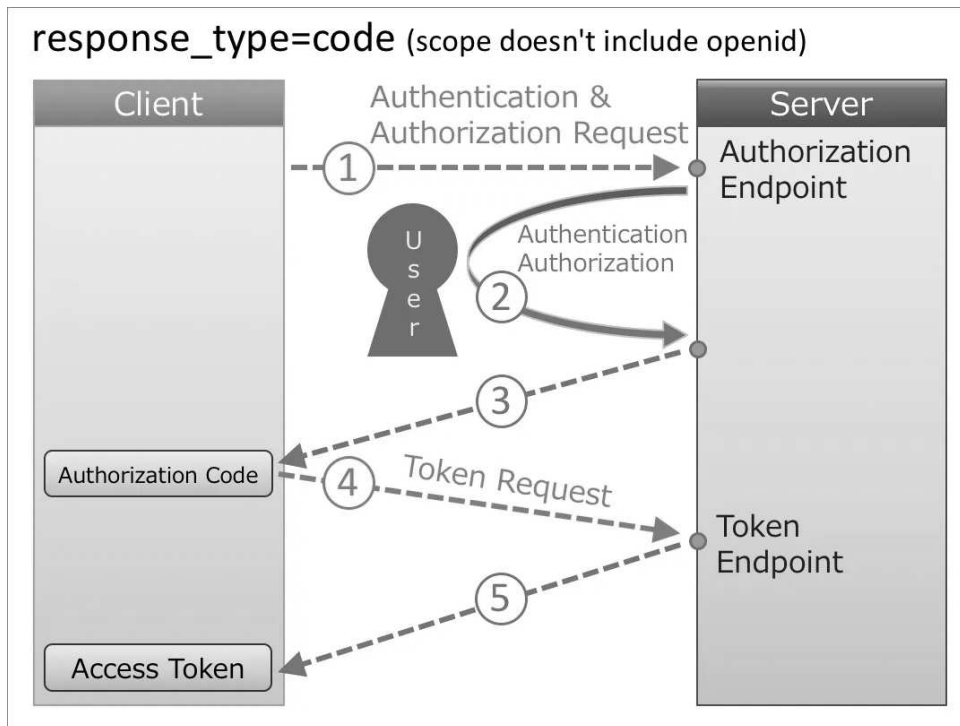 response_type=code (scope doesn't include openid)
Client
Authentication &
Authorization Request
Server
1
Authorization
Endpoint
User
Authentication
Authorization
2
3
Authorization Code
4
Token Request
Token
Endpoint
5
Access Token